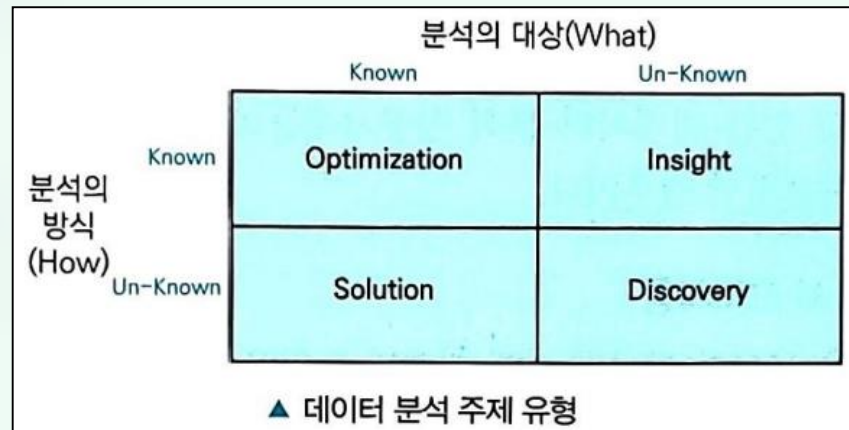 분석의 대상(What)
Known Un-Known
Known Optimization Insight
분석의
방식
(How)
Un-Known Solution Discovery
▲ 데이터 분석 주제 유형